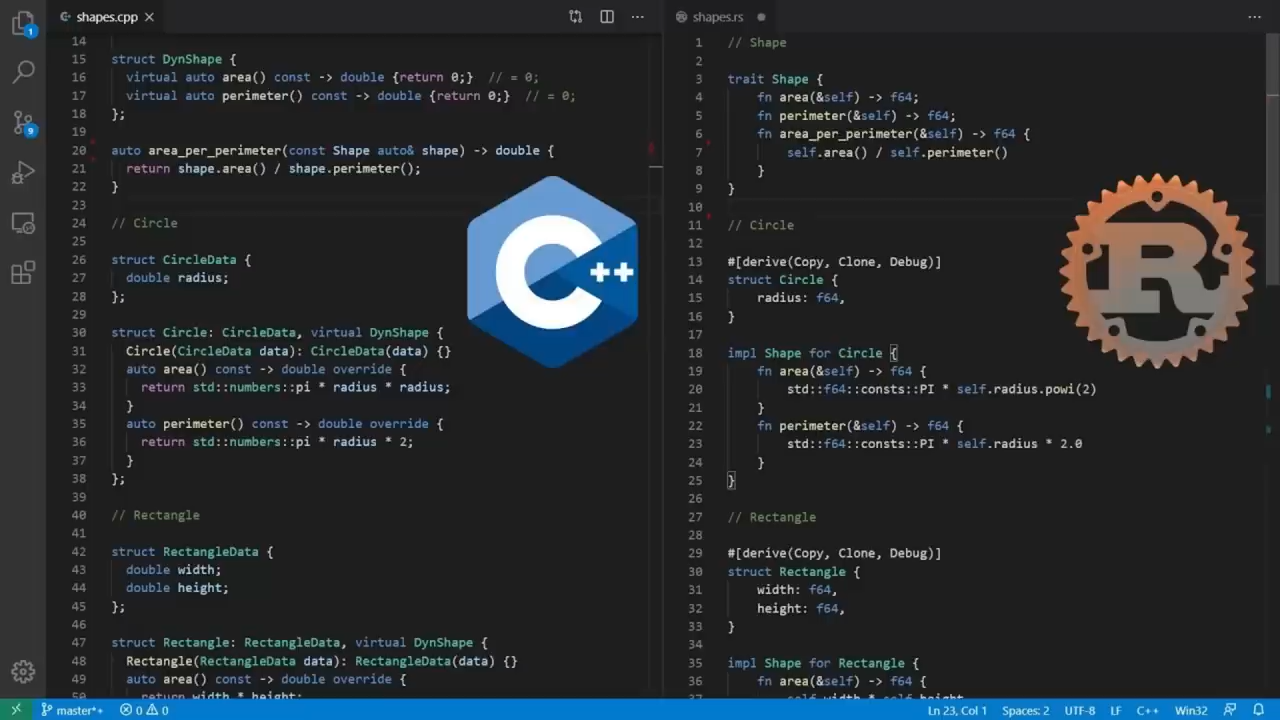 shapes.cpp
14
15 struct DynShape {
16 virtual auto area() const -> double {return 0;} // = 0;
17 virtual auto perimeter() const -> double {return 0;} // = 0;
18 };
19
20 auto area_per_perimeter(const Shape auto& shape) -> double {
21 return shape.area() / shape.perimeter();
22 }
23
24 // Circle
25
26 struct CircleData {
27 double radius;
28 };
29
30 struct Circle: CircleData, virtual DynShape {
31 Circle(CircleData data): CircleData(data) {}
32 auto area() const -> double override {
33 return std::numbers::pi * radius * radius;
34 }
35 auto perimeter() const -> double override {
36 return std::numbers::pi * radius * 2;
37 }
38 };
39
40 // Rectangle
41
42 struct RectangleData {
43 double width;
44 double height;
45 };
46
47 struct Rectangle: RectangleData, virtual DynShape {
48 Rectangle(RectangleData data): RectangleData(data) {}
49 auto area() const -> double override {
50 return width * height;
C++
shapes.rs
1 // Shape
2
3 trait Shape {
4 fn area(&self) -> f64;
5 fn perimeter(&self) -> f64;
6 fn area_per_perimeter(&self) -> f64 {
7 self.area() / self.perimeter()
8 }
9 }
10
11 // Circle
12
13 #[derive(Copy, Clone, Debug)]
14 struct Circle {
15 radius: f64,
16 }
17
18 impl Shape for Circle {
19 fn area(&self) -> f64 {
20 std::f64::consts::PI * self.radius.powi(2)
21 }
22 fn perimeter(&self) -> f64 {
23 std::f64::consts::PI * self.radius * 2.0
24 }
25 }
26
27 // Rectangle
28
29 #[derive(Copy, Clone, Debug)]
30 struct Rectangle {
31 width: f64,
32 height: f64,
33 }
34
35 impl Shape for Rectangle {
36 fn area(&self) -> f64 {
37 self.width * self.height
R
1
9
master*+ 0 0 Ln 23, Col 1 Spaces: 2 UTF-8 LF C++ Win32